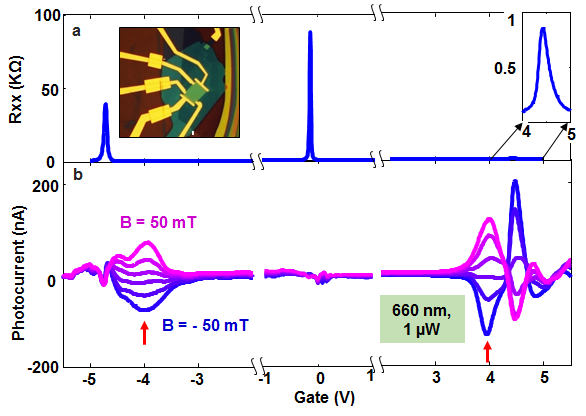 a
100
50
0
Rxx (KΩ)
1
0.5
4
5
b
200
0
-200
Photocurrent (nA)
B = 50 mT
B = - 50 mT
660 nm,
1 µW
-5
-4
-3
-1
0
1
3
4
5
Gate (V)